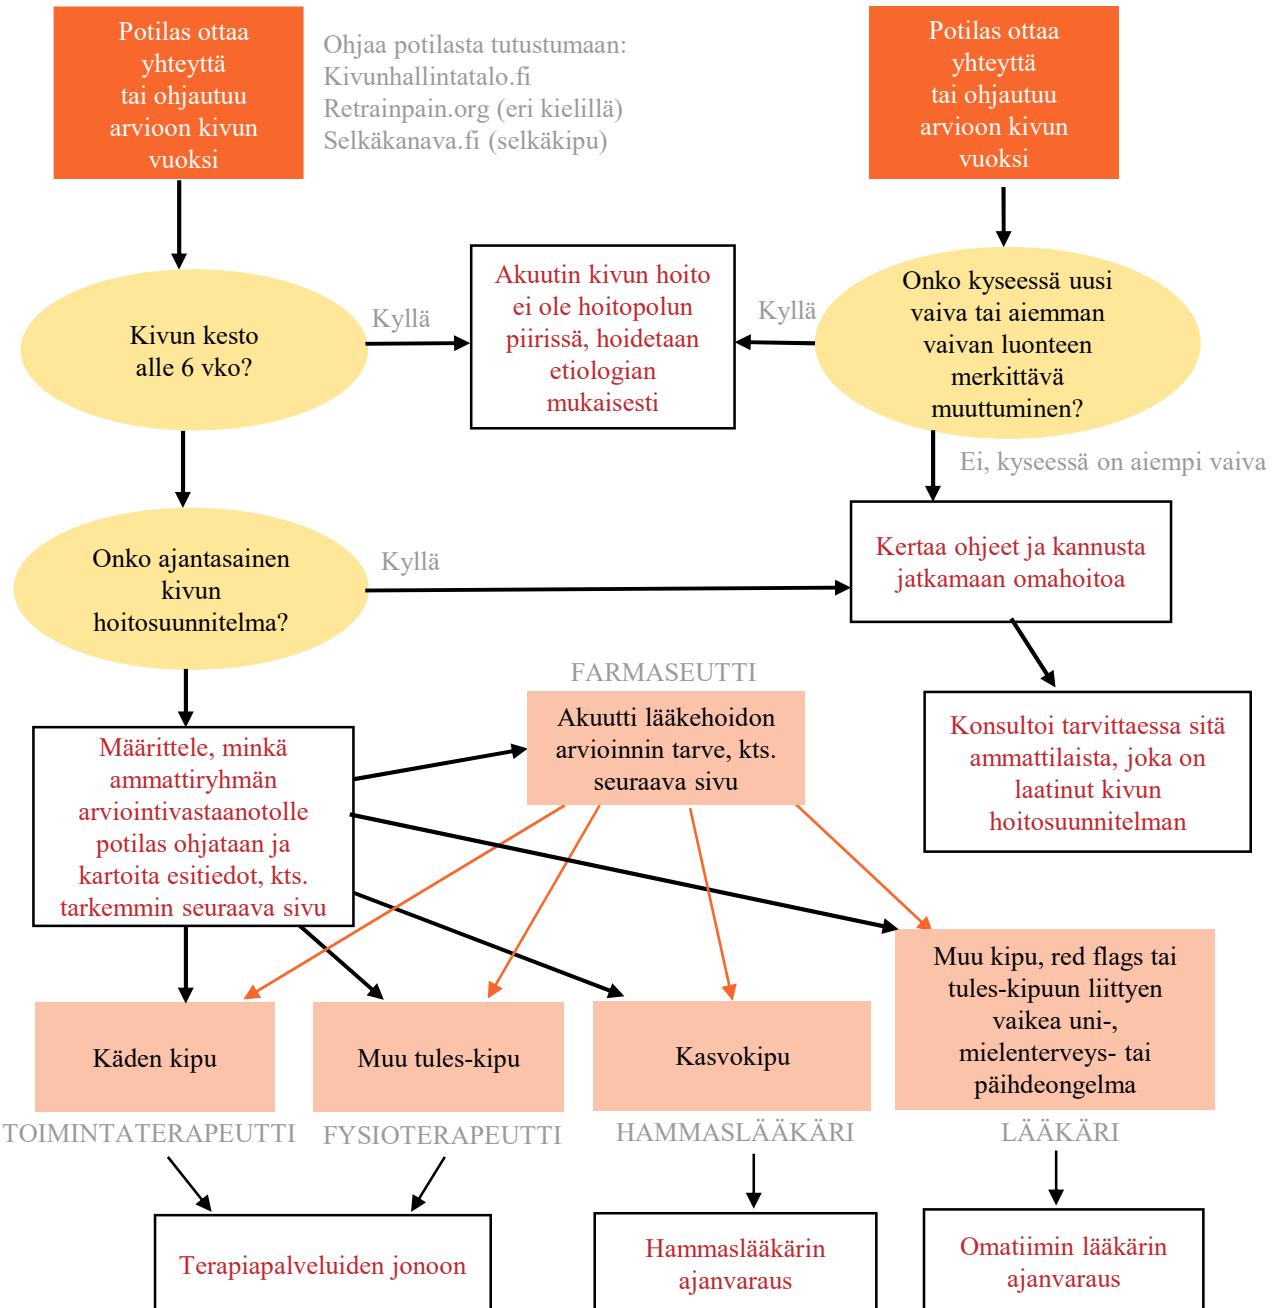 Potilas ottaa
yhteyttä
tai ohjautuu
arvioon kivun
vuoksi
Ohjaa potilasta tutustumaan:
Kivunhallintatalo.fi
Retrainpain.org (eri kielillä)
Selkäkanava.fi (selkäkipu)
Potilas ottaa
yhteyttä
tai ohjautuu
arvioon kivun
vuoksi
Kivun kesto
alle 6 vko?
Kyllä
Akuutin kivun hoito
ei ole hoitopolun
piirissä, hoidetaan
etiologian
mukaisesti
Kyllä
Onko kyseessä uusi
vaiva tai aiemman
vaivan luonteen
merkittävä
muuttuminen?
Ei, kyseessä on aiempi vaiva
Onko ajantasainen
kivun
hoitosuunnitelma?
Kyllä
Kertaa ohjeet ja kannusta
jatkamaan omahoitoa
Konsultoi tarvittaessa sitä
ammattilaista, joka on
laatinut kivun
hoitosuunnitelman
FARMASEUTTI
Akuutti lääkehoidon
arvioinnin tarve, kts.
seuraava sivu
Määrittele, minkä
ammattiryhmän
arviointivastaanotolle
potilas ohjataan ja
kartoita esitiedot, kts.
tarkemmin seuraava sivu
Käden kipu
Muu tules-kipu
Kasvokipu
Muu kipu, red flags tai
tules-kipuun liittyen
vaikea uni-,
mielenterveys- tai
päihdeongelma
TOIMINTATERAPEUTTI
FYSIOTERAPEUTTI
HAMMASLÄÄKÄRI
LÄÄKÄRI
Terapiapalveluiden jonoon
Hammaslääkärin
ajanvaraus
Omatiimin lääkärin
ajanvaraus